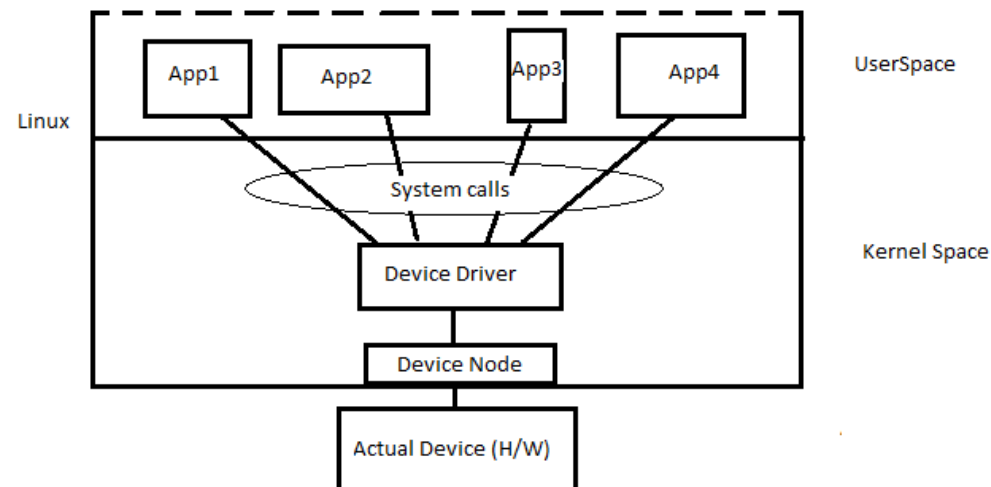 App1
App2
App3
App4
UserSpace
Linux
System calls
Kernel Space
Device Driver
Device Node
Actual Device (H/W)